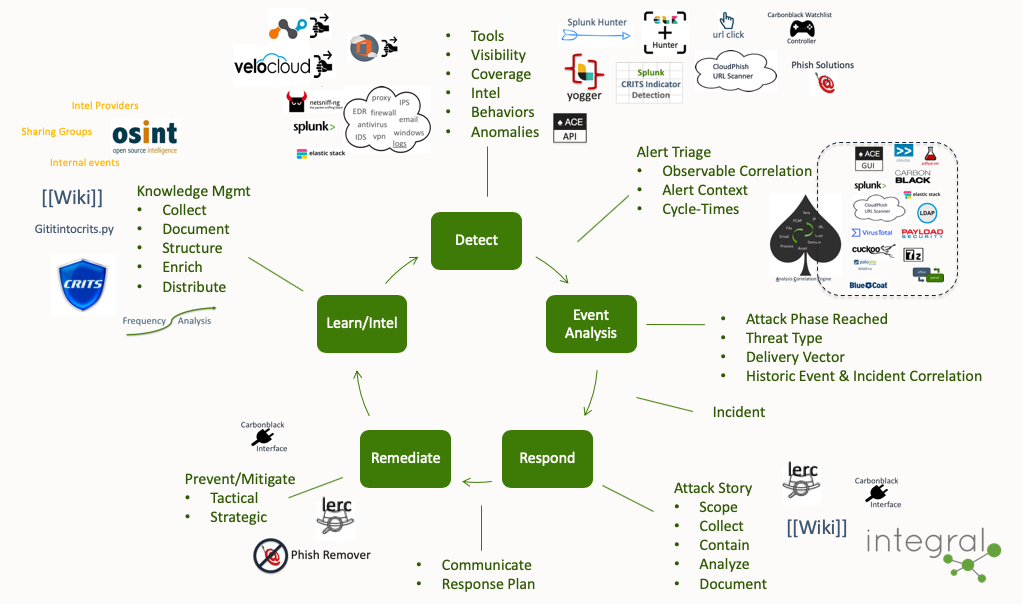 velocloud
Tools
Visibility
Coverage
Intel
Behaviors
Anomalies
Splunk Hunter
Hunter
url click
Carbonblack Watchlist
Controller
yogger
Splunk
CRITS Indicator
Detection
CloudPhish
URL Scanner
Phish Solutions
ACE
API
netsniff-ng
splunk>
elastic stack
proxy
IPS
EDR
firewall
email
antivirus
windows
IDS
vpn
logs
Intel Providers
Sharing Groups
osint
open source intelligence
Internal events
[[Wiki]]
Gititintocrits.py
CRITS
Frequency
Analysis
Knowledge Mgmt
Collect
Document
Structure
Enrich
Distribute
Detect
Alert Triage
Observable Correlation
Alert Context
Cycle-Times
Analysis Correlation Engine
ACE
GUI
splunk>
CARBON
BLACK
elastic stack
CloudPhish
URL Scanner
LDAP
VirusTotal
PAYLOAD
SECURITY
cuckoo
7z
Blue Coat
Learn/Intel
Event
Analysis
Attack Phase Reached
Threat Type
Delivery Vector
Historic Event & Incident Correlation
Incident
Remediate
Respond
Carbonblack
Interface
Prevent/Mitigate
Tactical
Strategic
lerc
Phish Remover
Communicate
Response Plan
Attack Story
Scope
Collect
Contain
Analyze
Document
lerc
Carbonblack
Interface
[[Wiki]]
integral